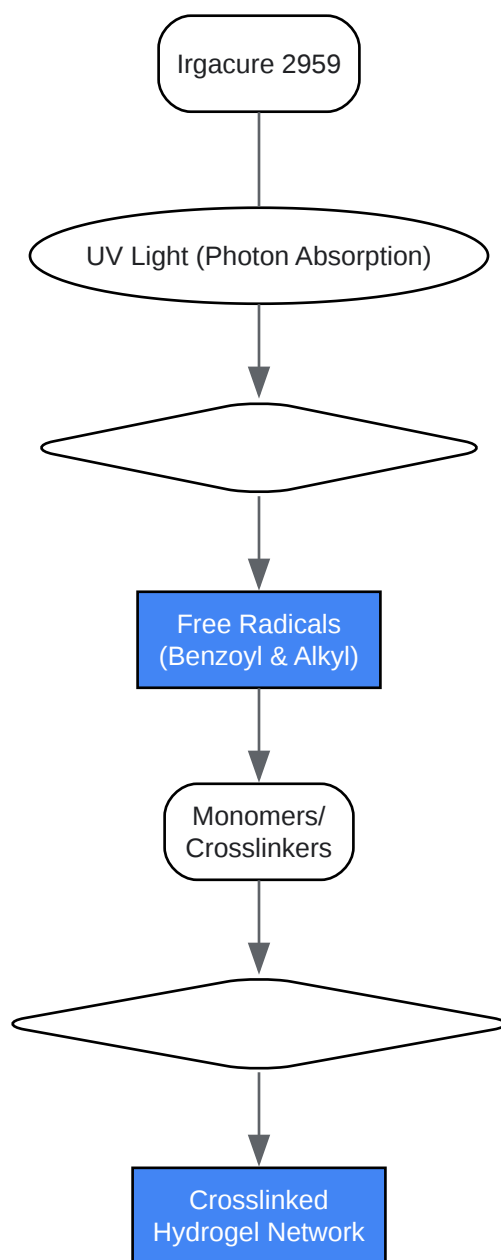 Irgacure 2959
UV Light (Photon Absorption)
Free Radicals
(Benzoyl & Alkyl)
Monomers/
Crosslinkers
Crosslinked
Hydrogel Network